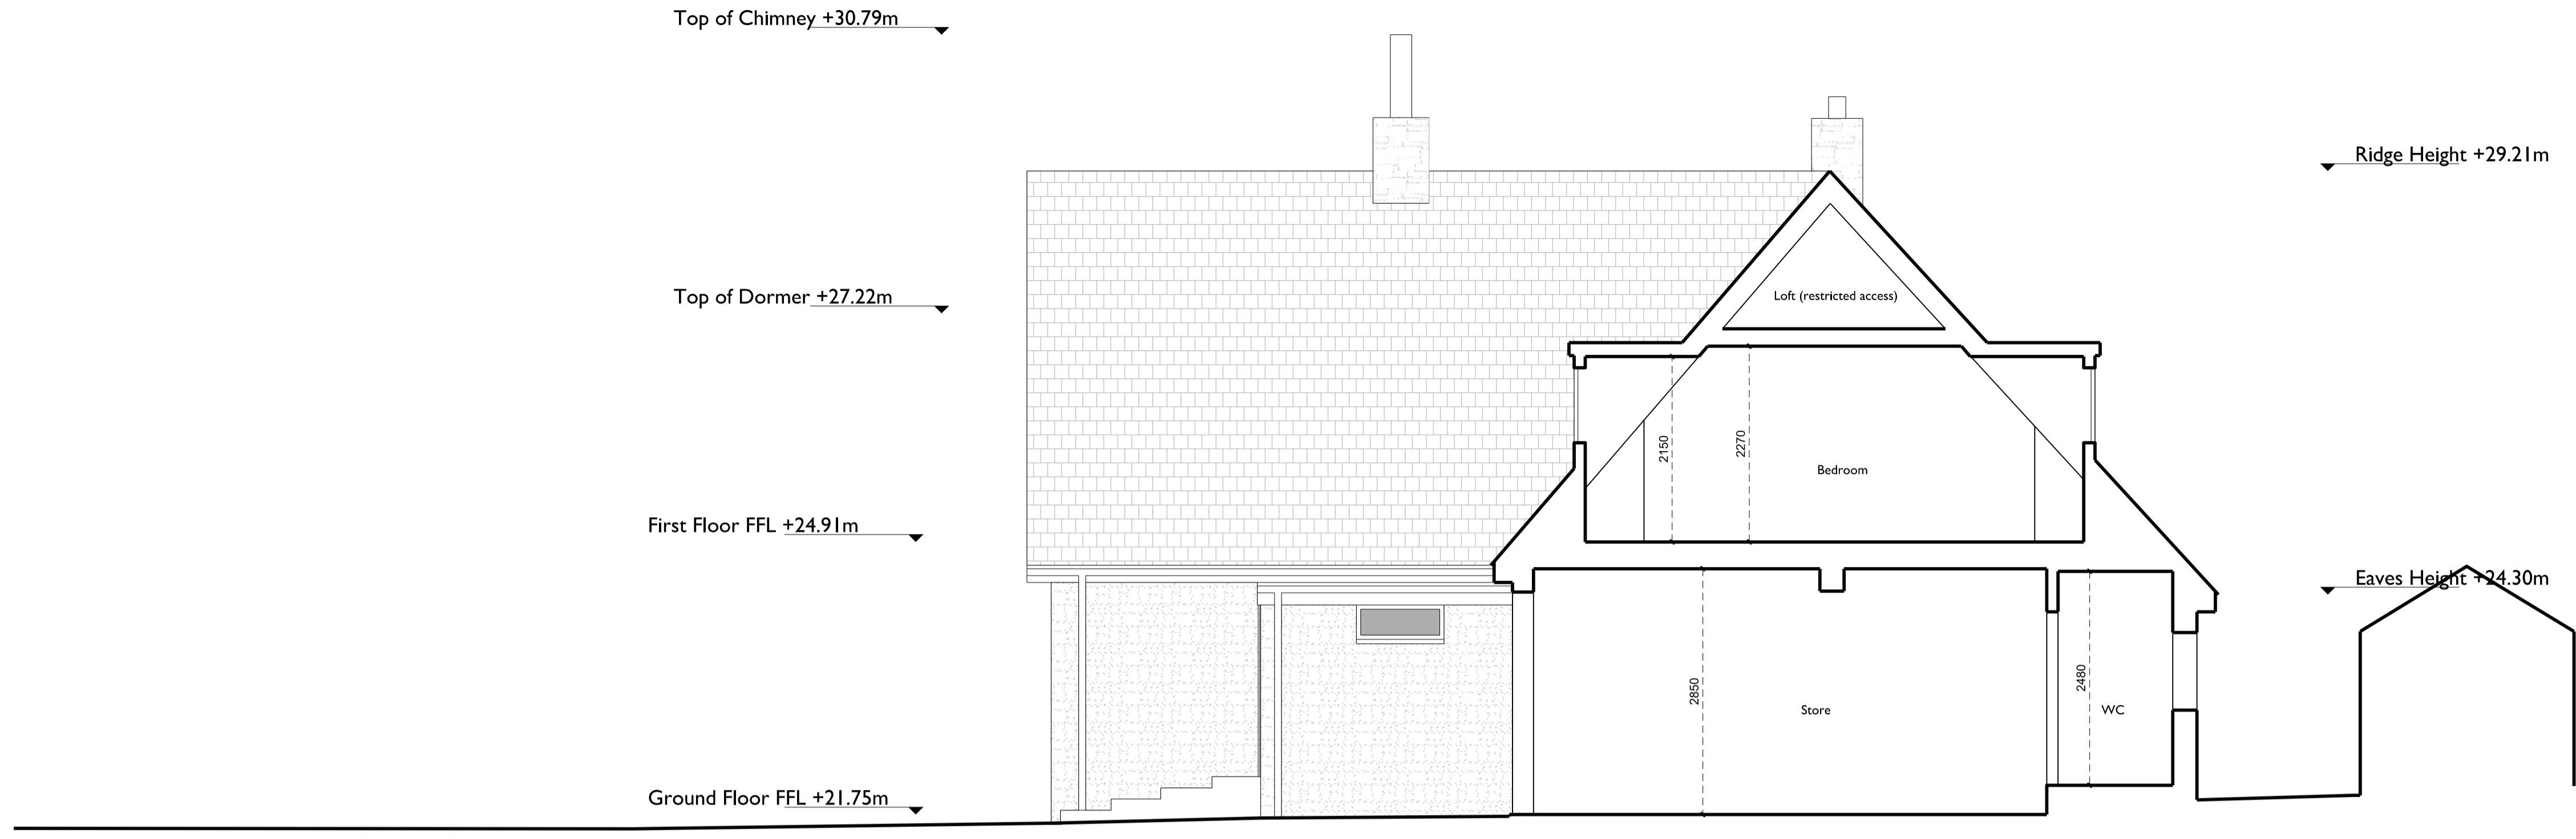 Top of Chimney +30.79m
Ridge Height +29.21m
Top of Dormer +27.22m
Loft (restricted access)
2150
2270
Bedroom
First Floor FFL +24.91m
Eaves Height +24.30m
2850
2480
Store
WC
Ground Floor FFL +21.75m